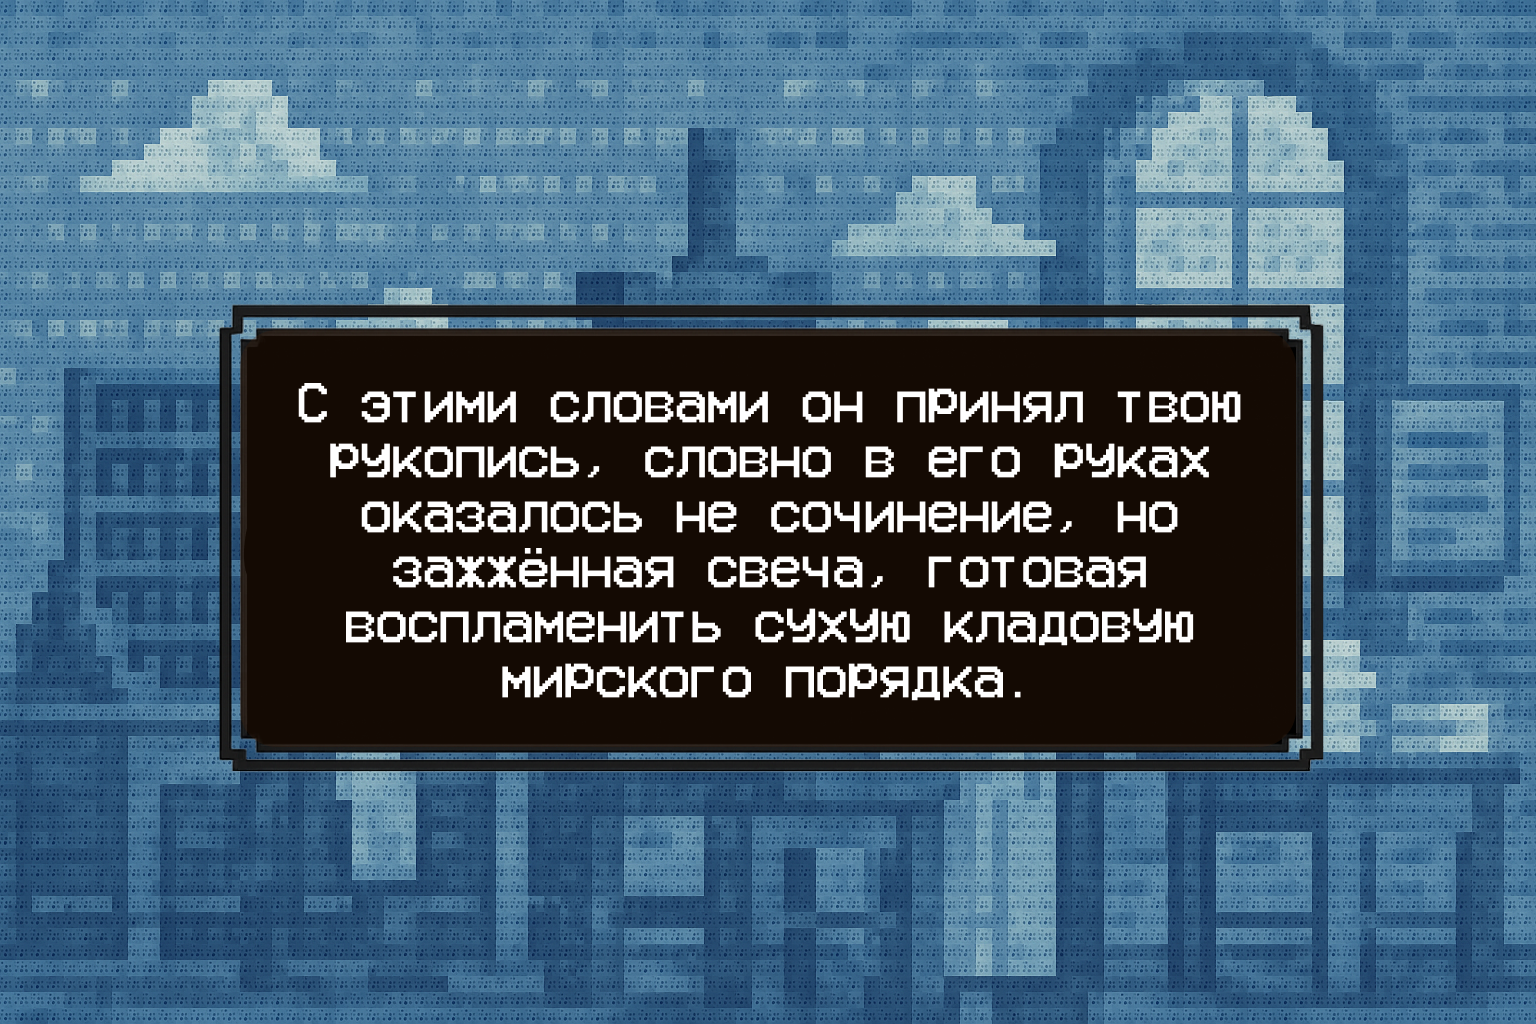 С этими словами он принял твою
рукопись, словно в его руках
оказалось не сочинение, но
зажжённая свеча, готовая
воспламенить сухую кладовую
мирского порядка.